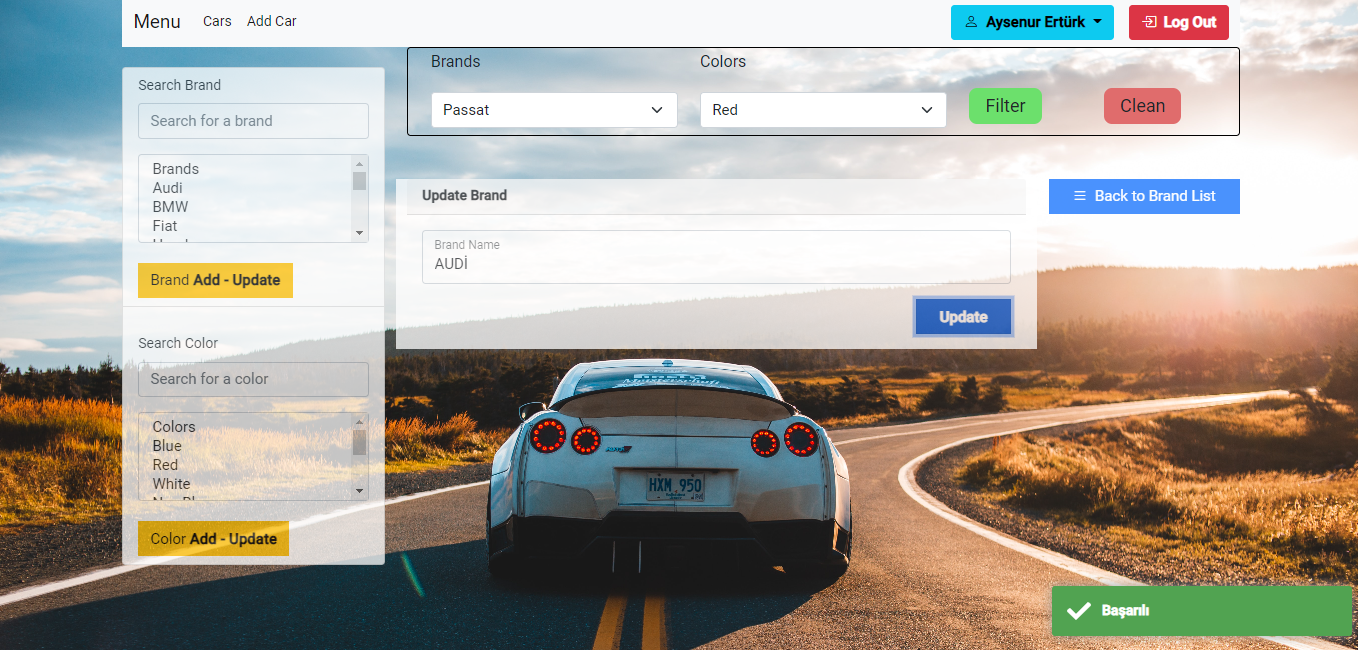 Menu Cars Add Car
Aysenur Ertürk
Log Out
Search Brand
Search for a brand
Brands
Audi
BMW
Fiat
Brand Add - Update
Search Color
Search for a color
Colors
Blue
Red
White
Color Add - Update
Brands
Passat
Colors
Red
Filter
Clean
Update Brand
Brand Name
AUDİ
Update
Back to Brand List
HXM 950
Başarılı